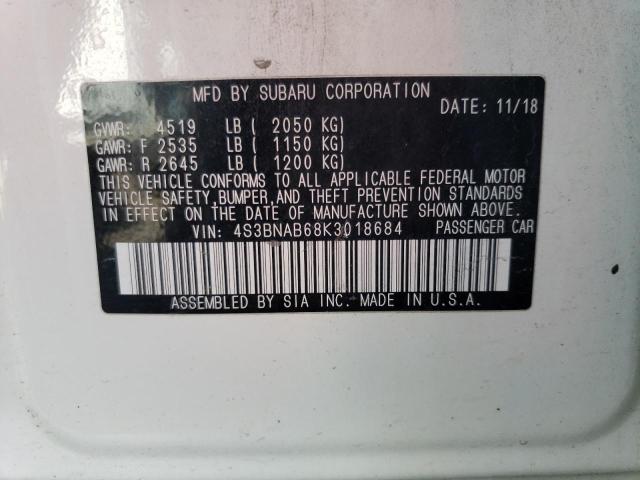 MFD BY SUBARU CORPORATION
DATE: 11/18
GVWR: 4519 LB ( 2050 KG)
GAWR: F 2535 LB ( 1150 KG)
GAWR: R 2645 LB ( 1200 KG)
THIS VEHICLE CONFORMS TO ALL APPLICABLE FEDERAL MOTOR
VEHICLE SAFETY, BUMPER, AND THEFT PREVENTION STANDARDS
IN EFFECT ON THE DATE OF MANUFACTURE SHOWN ABOVE.
VIN: 4S3BNAB68K3018684 PASSENGER CAR
ASSEMBLED BY SIA INC. MADE IN U.S.A.